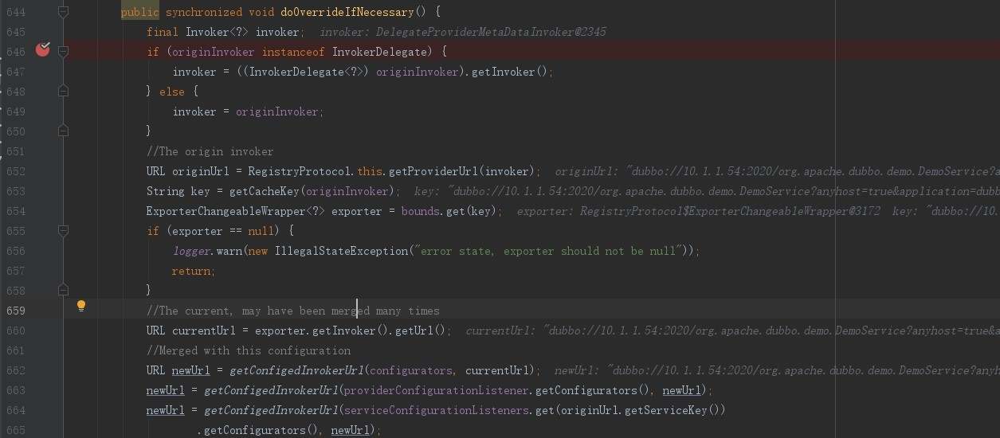 644 public synchronized void doOverrideIfNecessary() {
645 final Invoker<?> invoker; invoker: DelegateProviderMetaDataInvoker@2345
646 if (originInvoker instanceof InvokerDelegate) {
647 invoker = ((InvokerDelegate<?>) originInvoker).getInvoker();
648 } else {
649 invoker = originInvoker;
650 }
651 //The origin invoker
652 URL originUrl = RegistryProtocol.this.getProviderUrl(invoker); originUrl: "dubbo://10.1.1.54:2020/org.apache.dubbo.demo.DemoService?a
653 String key = getCacheKey(originInvoker); key: "dubbo://10.1.1.54:2020/org.apache.dubbo.demo.DemoService?anyhost=true&application=dubb
654 ExporterChangeableWrapper<?> exporter = bounds.get(key); exporter: RegistryProtocol$ExporterChangeableWrapper@3172 key: "dubbo://10.
655 if (exporter == null) {
656 logger.warn(new IllegalStateException("error state, exporter should not be null"));
657 return;
658 }
659 //The current, may have been merged many times
660 URL currentUrl = exporter.getInvoker().getUrl(); currentUrl: "dubbo://10.1.1.54:2020/org.apache.dubbo.demo.DemoService?anyhost=true&a
661 //Merged with this configuration
662 URL newUrl = getConfigedInvokerUrl(configurators, currentUrl); newUrl: "dubbo://10.1.1.54:2020/org.apache.dubbo.demo.DemoService?anyh
663 newUrl = getConfigedInvokerUrl(providerConfigurationListener.getConfigurators(), newUrl);
664 newUrl = getConfigedInvokerUrl(serviceConfigurationListeners.get(originUrl.getServiceKey())
665 .getConfigurators(), newUrl);